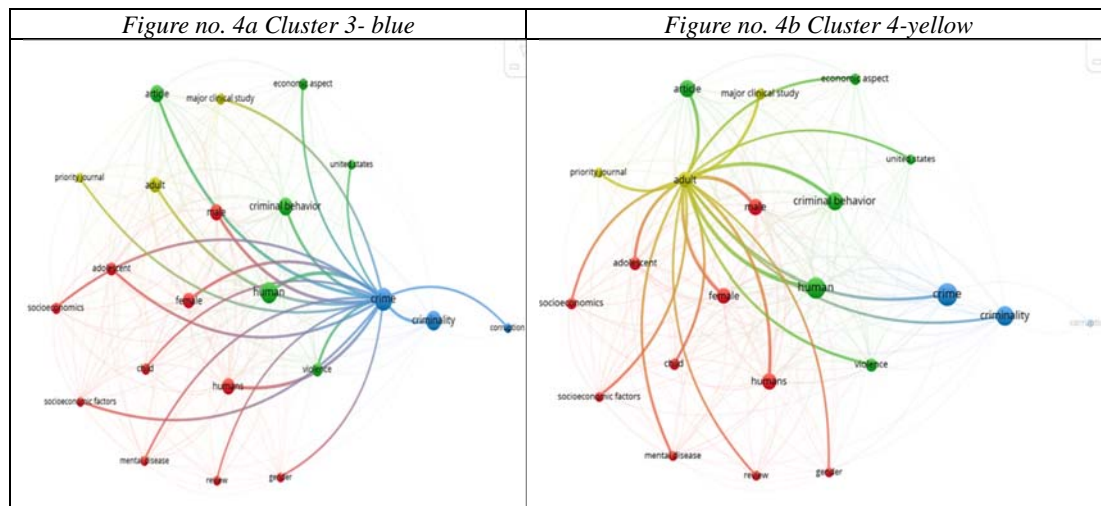 Figure no. 4a Cluster 3- blue
Figure no. 4b Cluster 4-yellow
article
major clinical study
economic aspect
united states
priority journal
adult
male
criminal behavior
adolescent
socioeconomics
female
human
crime
criminality
corruption
child
violence
humans
socioeconomic factors
mental disease
review
gender
economic aspect
article
major clinical study
united states
priority journal
adult
male
criminal behavior
adolescent
socioeconomics
female
human
crime
criminality
corruption
child
violence
humans
socioeconomic factors
mental disease
review
gender